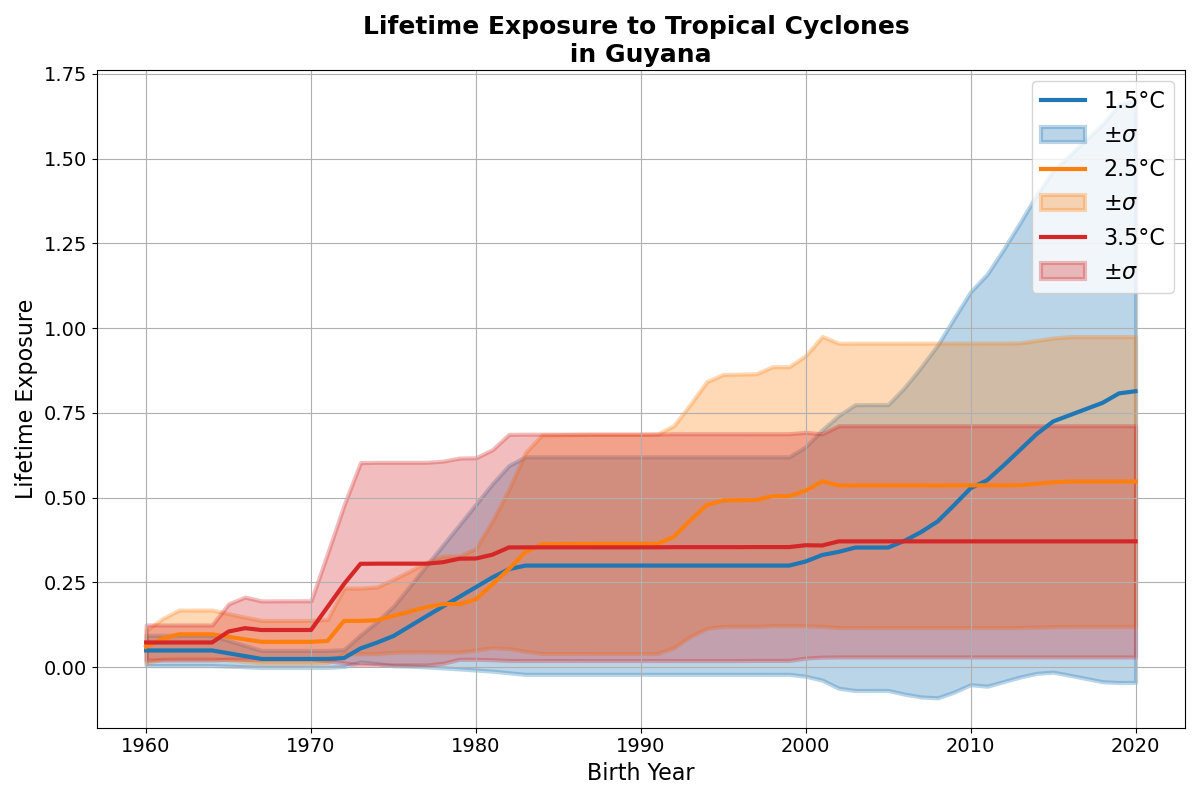 Lifetime Exposure to Tropical Cyclones
in Guyana
1.75
1.50
1.25
1.00
0.75
0.50
0.25
0.00
Lifetime Exposure
1960
1970
1980
1990
2000
2010
2020
Birth Year
1.5°C
±σ
2.5°C
±σ
3.5°C
±σ